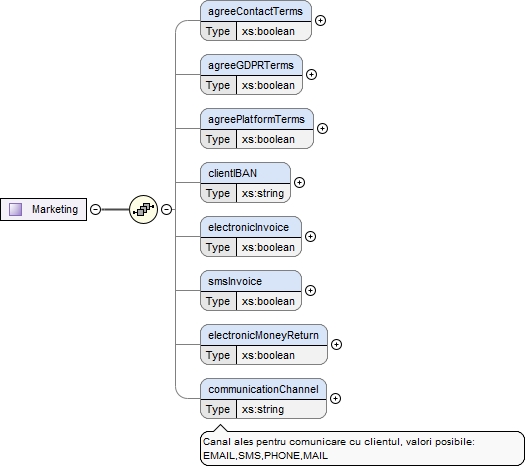 agreeContactTerms
Type xs:boolean
agreeGDPRTerms
Type xs:boolean
agreePlatformTerms
Type xs:boolean
clientIBAN
Type xs:string
Marketing
electronicInvoice
Type xs:boolean
smsInvoice
Type xs:boolean
electronicMoneyReturn
Type xs:boolean
communicationChannel
Type xs:string
Canal ales pentru comunicare cu clientul, valori posibile:
EMAIL,SMS,PHONE,MAIL